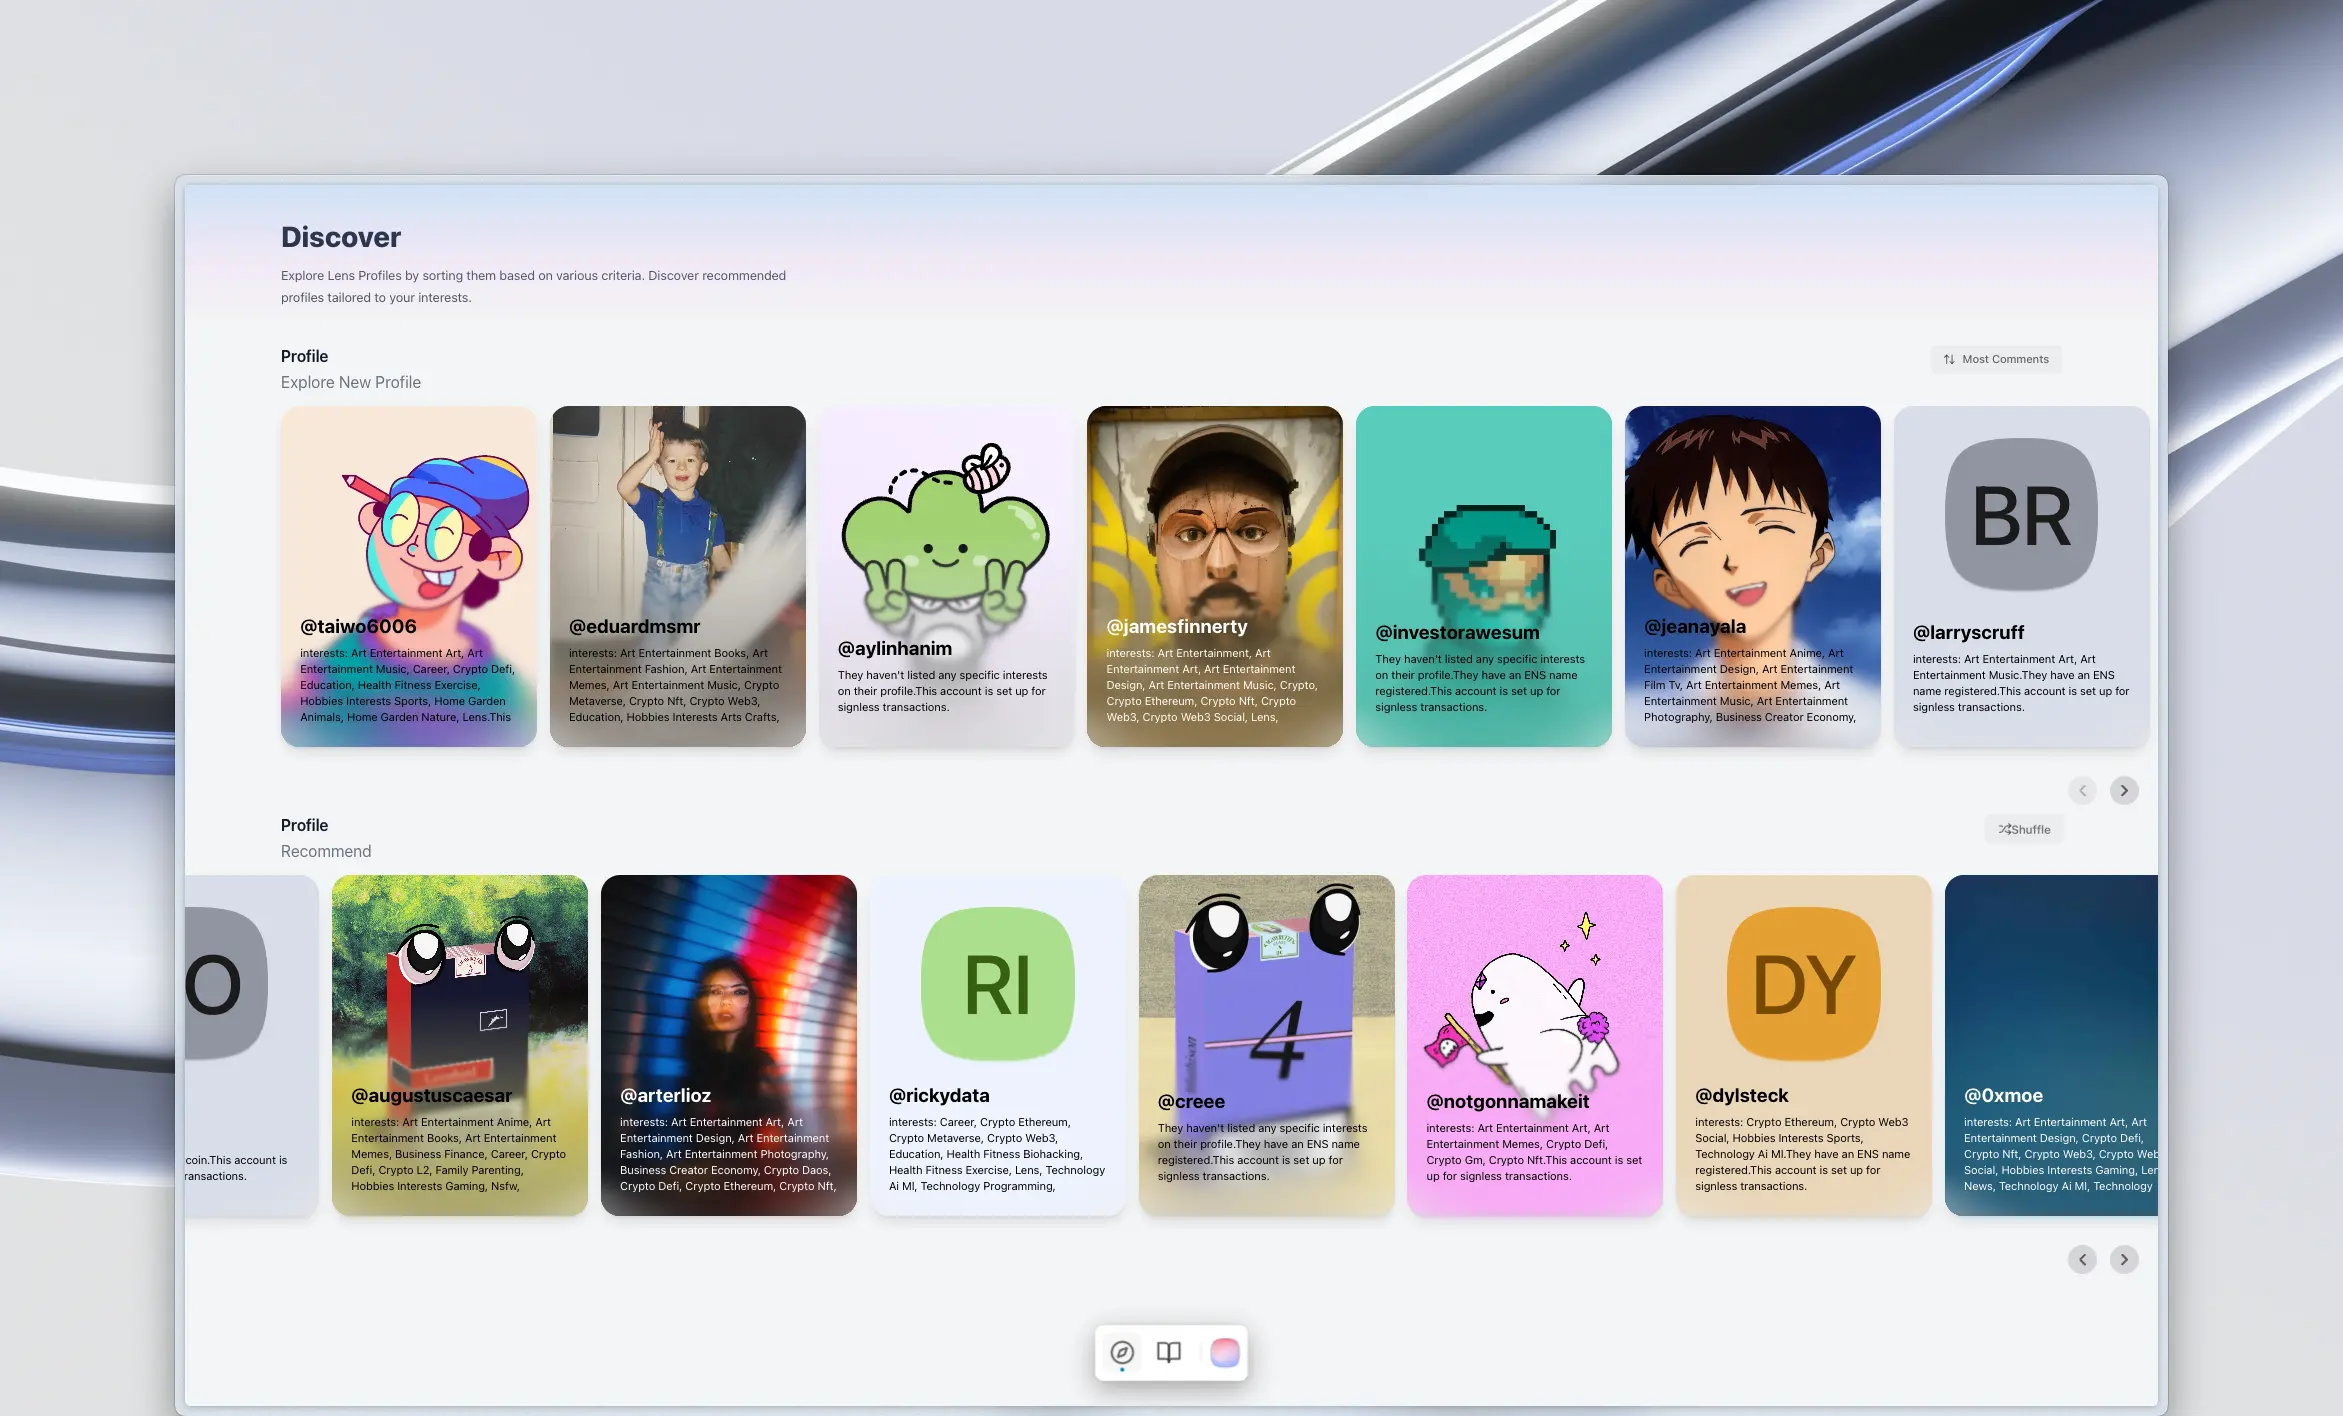 Discover
Explore Lens Profiles by sorting them based on various criteria. Discover recommended
profiles tailored to your interests.
Profile
Explore New Profile
Most Comments
BR
@taiwo6006
interests: Art Entertainment Art, Art
Entertainment Music, Career, Crypto Defi,
Education, Health Fitness Exercise,
Hobbies Interests Sports, Home Garden
Animals, Home Garden Nature, Lens.This
@eduardmsmr
interests: Art Entertainment Books, Art
Entertainment Fashion, Art Entertainment
Memes, Art Entertainment Music, Crypto
Metaverse, Crypto Nft, Crypto Web3,
Education, Hobbies Interests Arts Crafts,
@aylinhanim
They haven't listed any specific interests
on their profile.This account is set up for
signless transactions.
@jamesfinnerty
interests: Art Entertainment, Art
Entertainment Art, Art Entertainment
Design, Art Entertainment Music, Crypto,
Crypto Ethereum, Crypto Nft, Crypto
Web3, Crypto Web3 Social, Lens,
@investorawesum
They haven't listed any specific interests
on their profile.They have an ENS name
registered.This account is set up for
signless transactions.
@jeanayala
interests: Art Entertainment Anime, Art
Entertainment Design, Art Entertainment
Film Tv, Art Entertainment Memes, Art
Entertainment Music, Art Entertainment
Photography, Business Creator Economy,
@larryscruff
interests: Art Entertainment Art, Art
Entertainment Music.They have an ENS
name registered.This account is set up for
signless transactions.
Profile
Recommend
Shuffle
O
coin.This account is
ransactions.
@augustuscaesar
interests: Art Entertainment Anime, Art
Entertainment Books, Art Entertainment
Memes, Business Finance, Career, Crypto
Defi, Crypto L2, Family Parenting,
Hobbies Interests Gaming, Nsfw,
@arterlioz
interests: Art Entertainment Art, Art
Entertainment Design, Art Entertainment
Fashion, Art Entertainment Photography,
Business Creator Economy, Crypto Daos,
Crypto Defi, Crypto Ethereum, Crypto Nft,
RI
@rickydata
interests: Career, Crypto Ethereum,
Crypto Metaverse, Crypto Web3,
Education, Health Fitness Biohacking,
Health Fitness Exercise, Lens, Technology
Ai Ml, Technology Programming,
4
@creee
They haven't listed any specific interests
on their profile.They have an ENS name
registered.This account is set up for
signless transactions.
@notgonnamakeit
interests: Art Entertainment Art, Art
Entertainment Memes, Crypto Defi,
Crypto Gm, Crypto Nft.This account is set
up for signless transactions.
DY
@dylsteck
interests: Crypto Ethereum, Crypto Web3
Social, Hobbies Interests Sports,
Technology Ai Ml.They have an ENS name
registered.This account is set up for
signless transactions.
@0xmoe
interests: Art Entertainment Art, Art
Entertainment Design, Crypto Defi,
Crypto Nft, Crypto Web3, Crypto Web
Social, Hobbies Interests Gaming, Len
News, Technology Ai Ml, Technology